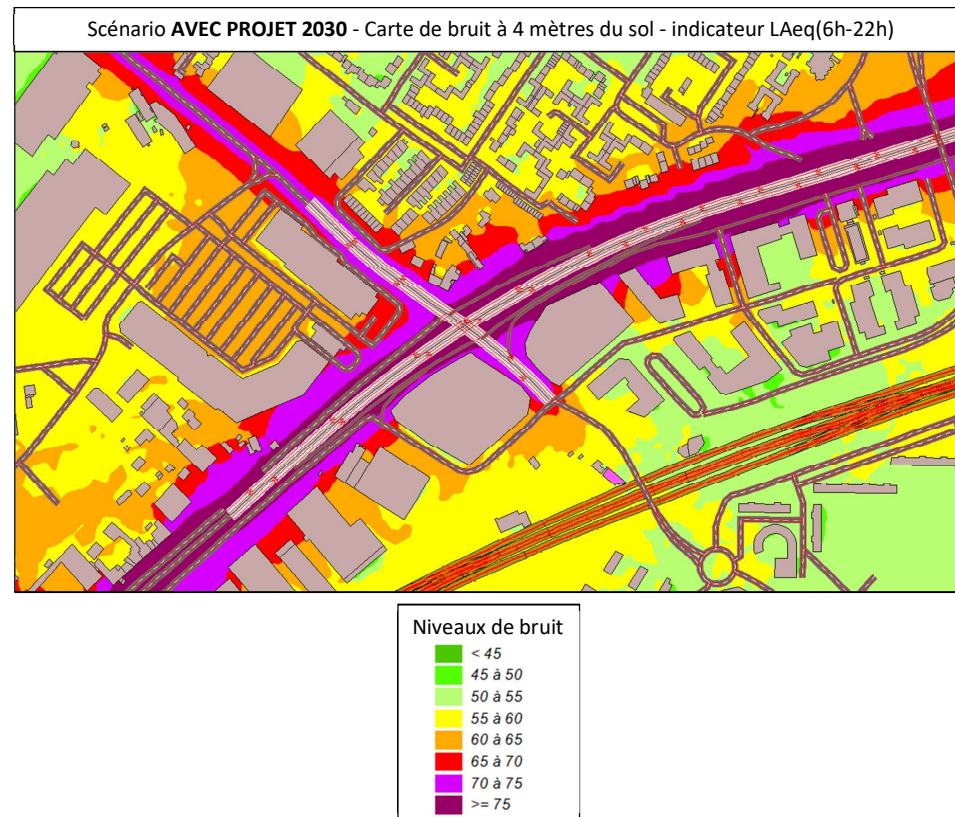 Scénario AVEC PROJET 2030 - Carte de bruit à 4 mètres du sol - indicateur LAeq(6h-22h)
Niveaux de bruit
< 45
45 à 50
50 à 55
55 à 60
60 à 65
65 à 70
70 à 75
>= 75